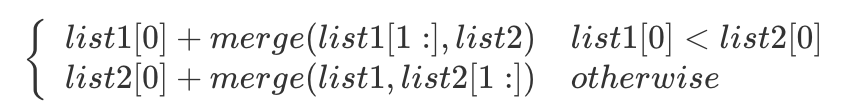 list1[0] + merge(list1[1 :], list2) list1[0] < list2[0]
list2[0] + merge(list1, list2[1 :]) otherwise